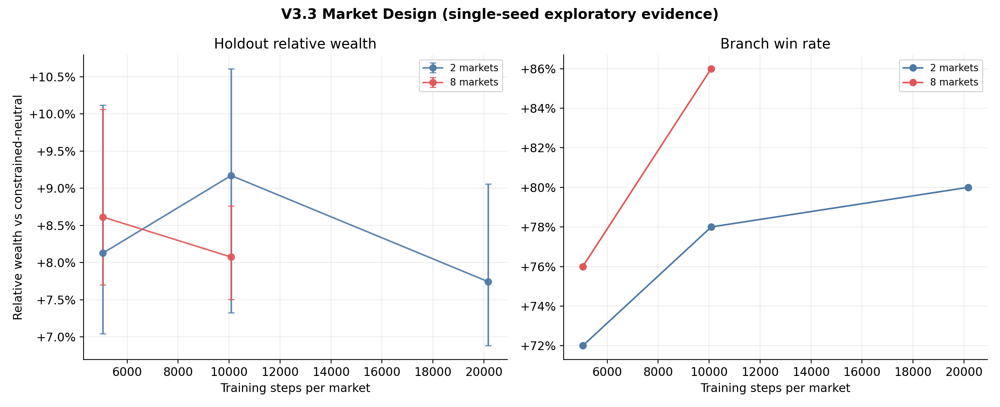 V3.3 Market Design (single-seed exploratory evidence)
Holdout relative wealth
Relative wealth vs constrained-neutral
+10.5%
+10.0%
+9.5%
+9.0%
+8.5%
+8.0%
+7.5%
+7.0%
2 markets
8 markets
6000 8000 10000 12000 14000 16000 18000 20000
Training steps per market
Branch win rate
+86%
+84%
+82%
+80%
+78%
+76%
+74%
+72%
2 markets
8 markets
6000 8000 10000 12000 14000 16000 18000 20000
Training steps per market